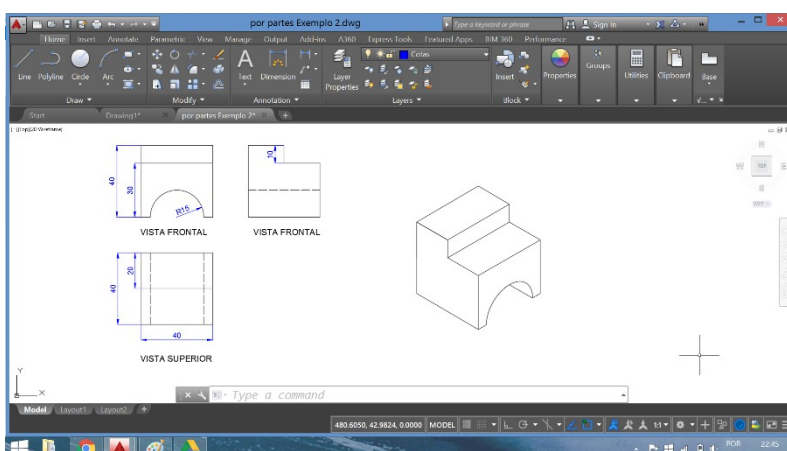 por partes Exemplo 2.dwg
Type a keyword or phrase
Sign In
Home Insert Annotate Parametric View Manage Output Add-ins A360 Express Tools Featured Apps BIM 360 Performance
Line Polyline Circle Arc
Text Dimension
Layer Properties
Cotas
Insert
Properties
Groups
Utilities
Clipboard
Base
Draw
Modify
Annotation
Layers
Block
Start
Drawing1*
por partes Exemplo 2*
TOP
W
40
30
R15
10
VISTA FRONTAL
VISTA FRONTAL
20
40
40
VISTA SUPERIOR
Y
X
Type a command
Model Layout1 Layout2 +
480.6050, 42.9824, 0.0000 MODEL
1:1
POR
22:45